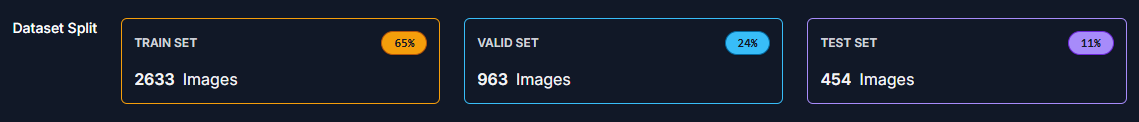 Dataset Split
TRAIN SET 65%
2633 Images
VALID SET 24%
963 Images
TEST SET 11%
454 Images